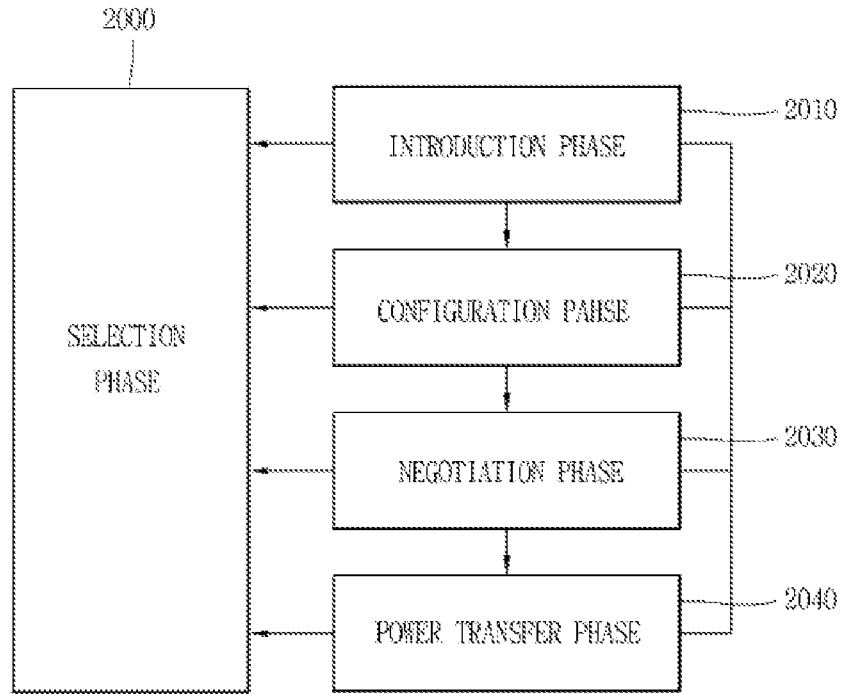 2000
2010
INTRODUCTION PHASE
2020
CONFIGURATION PAHSE
SELECTION
PHASE
2030
NEGOTIATION PHASE
2040
POWER TRANSFER PHASE